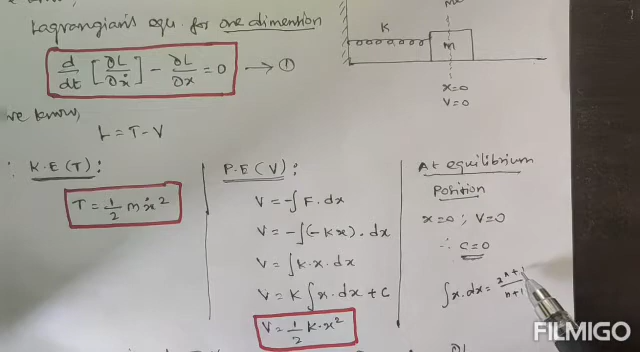 Lagrangian's equ. for one dimention
d/dt [∂L/∂ẋ] − ∂L/∂x = 0 → ①
we know,
L = T − V
∴ K.E (T) :
T = 1/2 m ẋ²
P.E (V) :
V = −∫ F. dx
V = −∫ (−Kx) . dx
V = ∫ K. x. dx
V = K ∫ x. dx + C
V = 1/2 K. x²
At equilibrium
Position
x=0 ; V=0
∴ C=0
∫ x. dx = x^(n+1)/(n+1)
K
m
x=0
V=0
FILMIGO